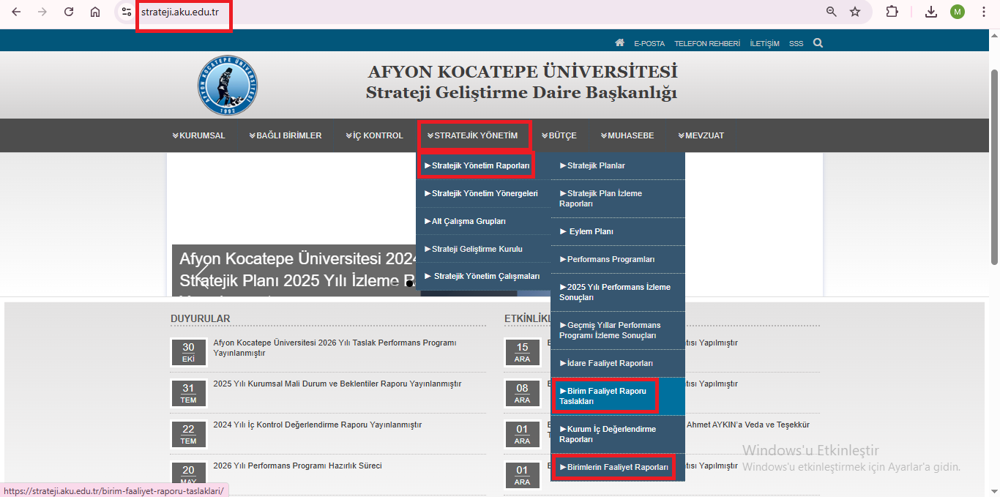 strateji.aku.edu.tr
M
E-POSTA TELEFON REHBERİ İLETİŞİM SSS
AFYON KOCATEPE ÜNİVERSİTESİ
Strateji Geliştirme Daire Başkanlığı
AFYON KOCATEPE ÜNİVERSİTESİ
1992
KURUMSAL BAĞLI BİRİMLER İÇ KONTROL STRATEJİK YÖNETİM BÜTÇE MUHASEBE MEVZUAT
Stratejik Yönetim Raporları
Stratejik Yönetim Yönergeleri
Alt Çalışma Grupları
Strateji Geliştirme Kurulu
Stratejik Yönetim Çalışmaları
Stratejik Planlar
Stratejik Plan İzleme
Raporları
Eylem Planı
Performans Programları
2025 Yılı Performans İzleme
Sonuçları
Geçmiş Yıllar Performans
Programı İzleme Sonuçları
İdare Faaliyet Raporları
Birim Faaliyet Raporu
Taslakları
Kurum İç Değerlendirme
Raporları
Birimlerin Faaliyet Raporları
Afyon Kocatepe Üniversitesi 2024
Stratejik Planı 2025 Yılı İzleme
DUYURULAR
30
EKİ
Afyon Kocatepe Üniversitesi 2026 Yılı Taslak Performans Programı
Yayınlanmıştır
31
TEM
2025 Yılı Kurumsal Mali Durum ve Beklentiler Raporu Yayınlanmıştır
22
TEM
2024 Yılı İç Kontrol Değerlendirme Raporu Yayınlanmıştır
20
MAY
2026 Yılı Performans Programı Hazırlık Süreci
ETKİNLİKL
15
ARA
tısı Yapılmıştır
08
ARA
tısı Yapılmıştır
01
ARA
Ahmet AYKIN'a Veda ve Teşekkür
01
ARA
tısı Yapılmıştır
Windows'u Etkinleştir
Windows'u etkinleştirmek için Ayarlar'a gidin.
https://strateji.aku.edu.tr/birim-faaliyet-raporu-taslaklari/